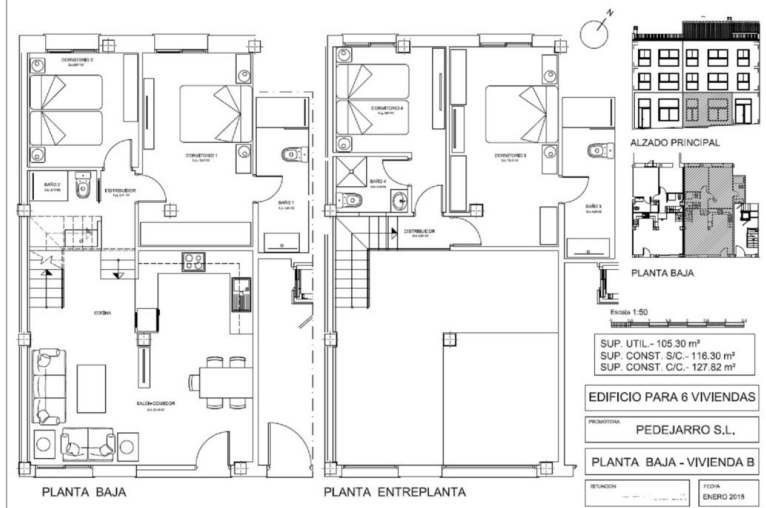 DORMITORIO 2
DORMITORIO 1
BAÑO 2
DISTRIBUIDOR
BAÑO 1
COCINA
SALON-COMEDOR
PLANTA BAJA
DORMITORIO 4
DORMITORIO 3
BAÑO 4
BAÑO 3
DISTRIBUIDOR
PLANTA ENTREPLANTA
N
ALZADO PRINCIPAL
PLANTA BAJA
Escala 1:50
SUP. UTIL.- 105.30 m²
SUP. CONST. S/C.- 116.30 m²
SUP. CONST. C/C.- 127.82 m²
EDIFICIO PARA 6 VIVIENDAS
PROMOTORA
PEDEJARRO S.L.
PLANTA BAJA - VIVIENDA B
SITUACION
FECHA
ENERO 2018